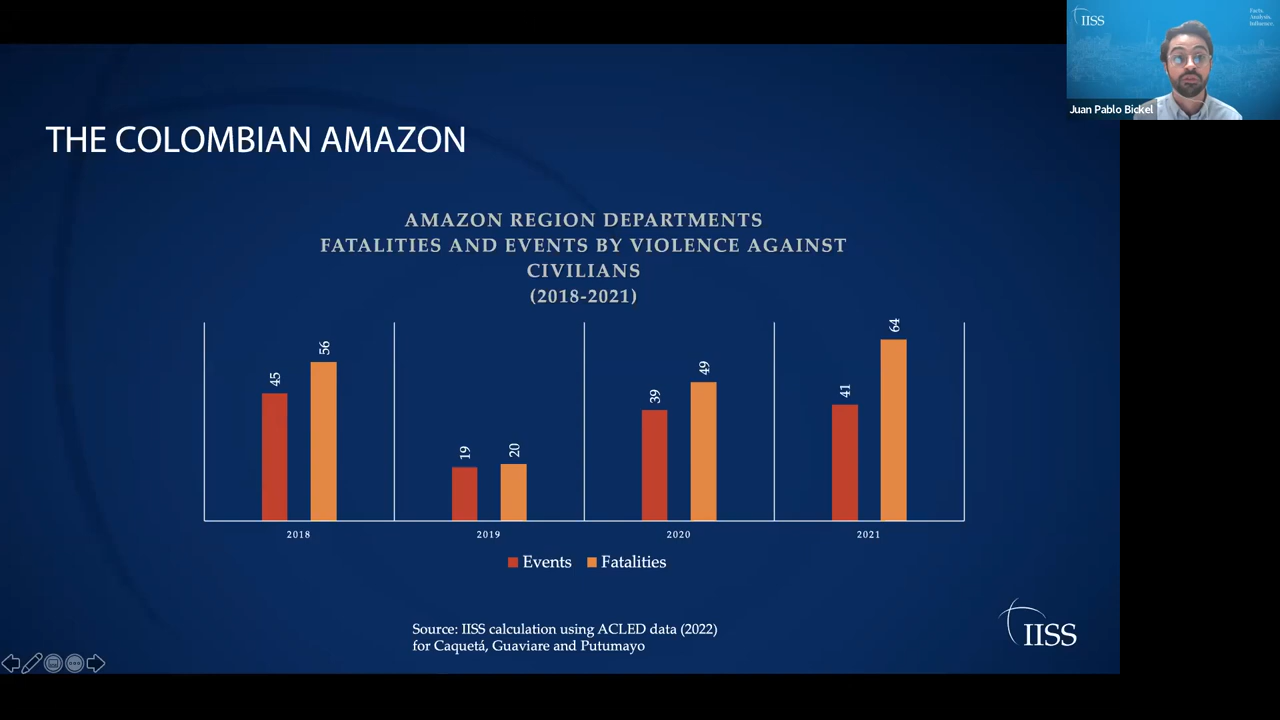 IISS
Facts.
Analysis.
Influence.
Juan Pablo Bickel
THE COLOMBIAN AMAZON
AMAZON REGION DEPARTMENTS
FATALITIES AND EVENTS BY VIOLENCE AGAINST
CIVILIANS
(2018-2021)
45
56
19
20
39
49
41
64
2018
2019
2020
2021
Events
Fatalities
Source: IISS calculation using ACLED data (2022)
for Caquetá, Guaviare and Putumayo
IISS